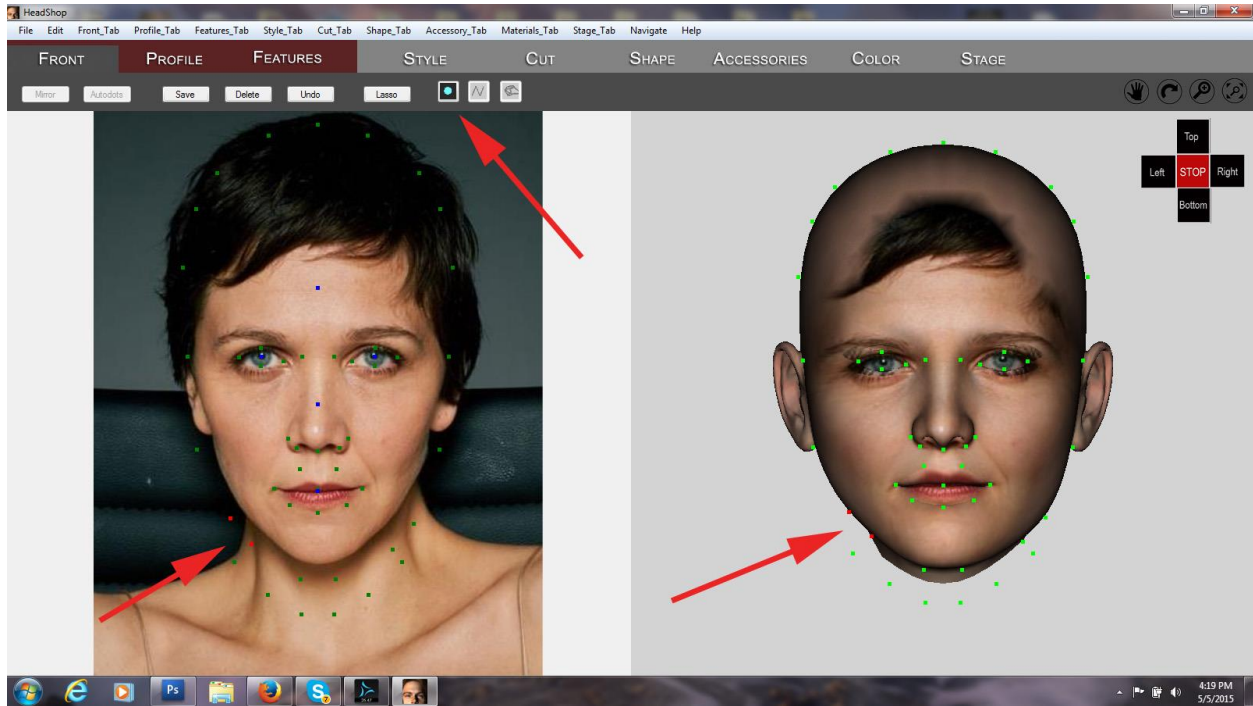 HeadShop
File Edit Front_Tab Profile_Tab Features_Tab Style_Tab Cut_Tab Shape_Tab Accessory_Tab Materials_Tab Stage_Tab Navigate Help
FRONT PROFILE FEATURES STYLE CUT SHAPE ACCESSORIES COLOR STAGE
Mirror Autodots Save Delete Undo Lasso
Top
Left STOP Right
Bottom
Ps
4:19 PM
5/5/2015